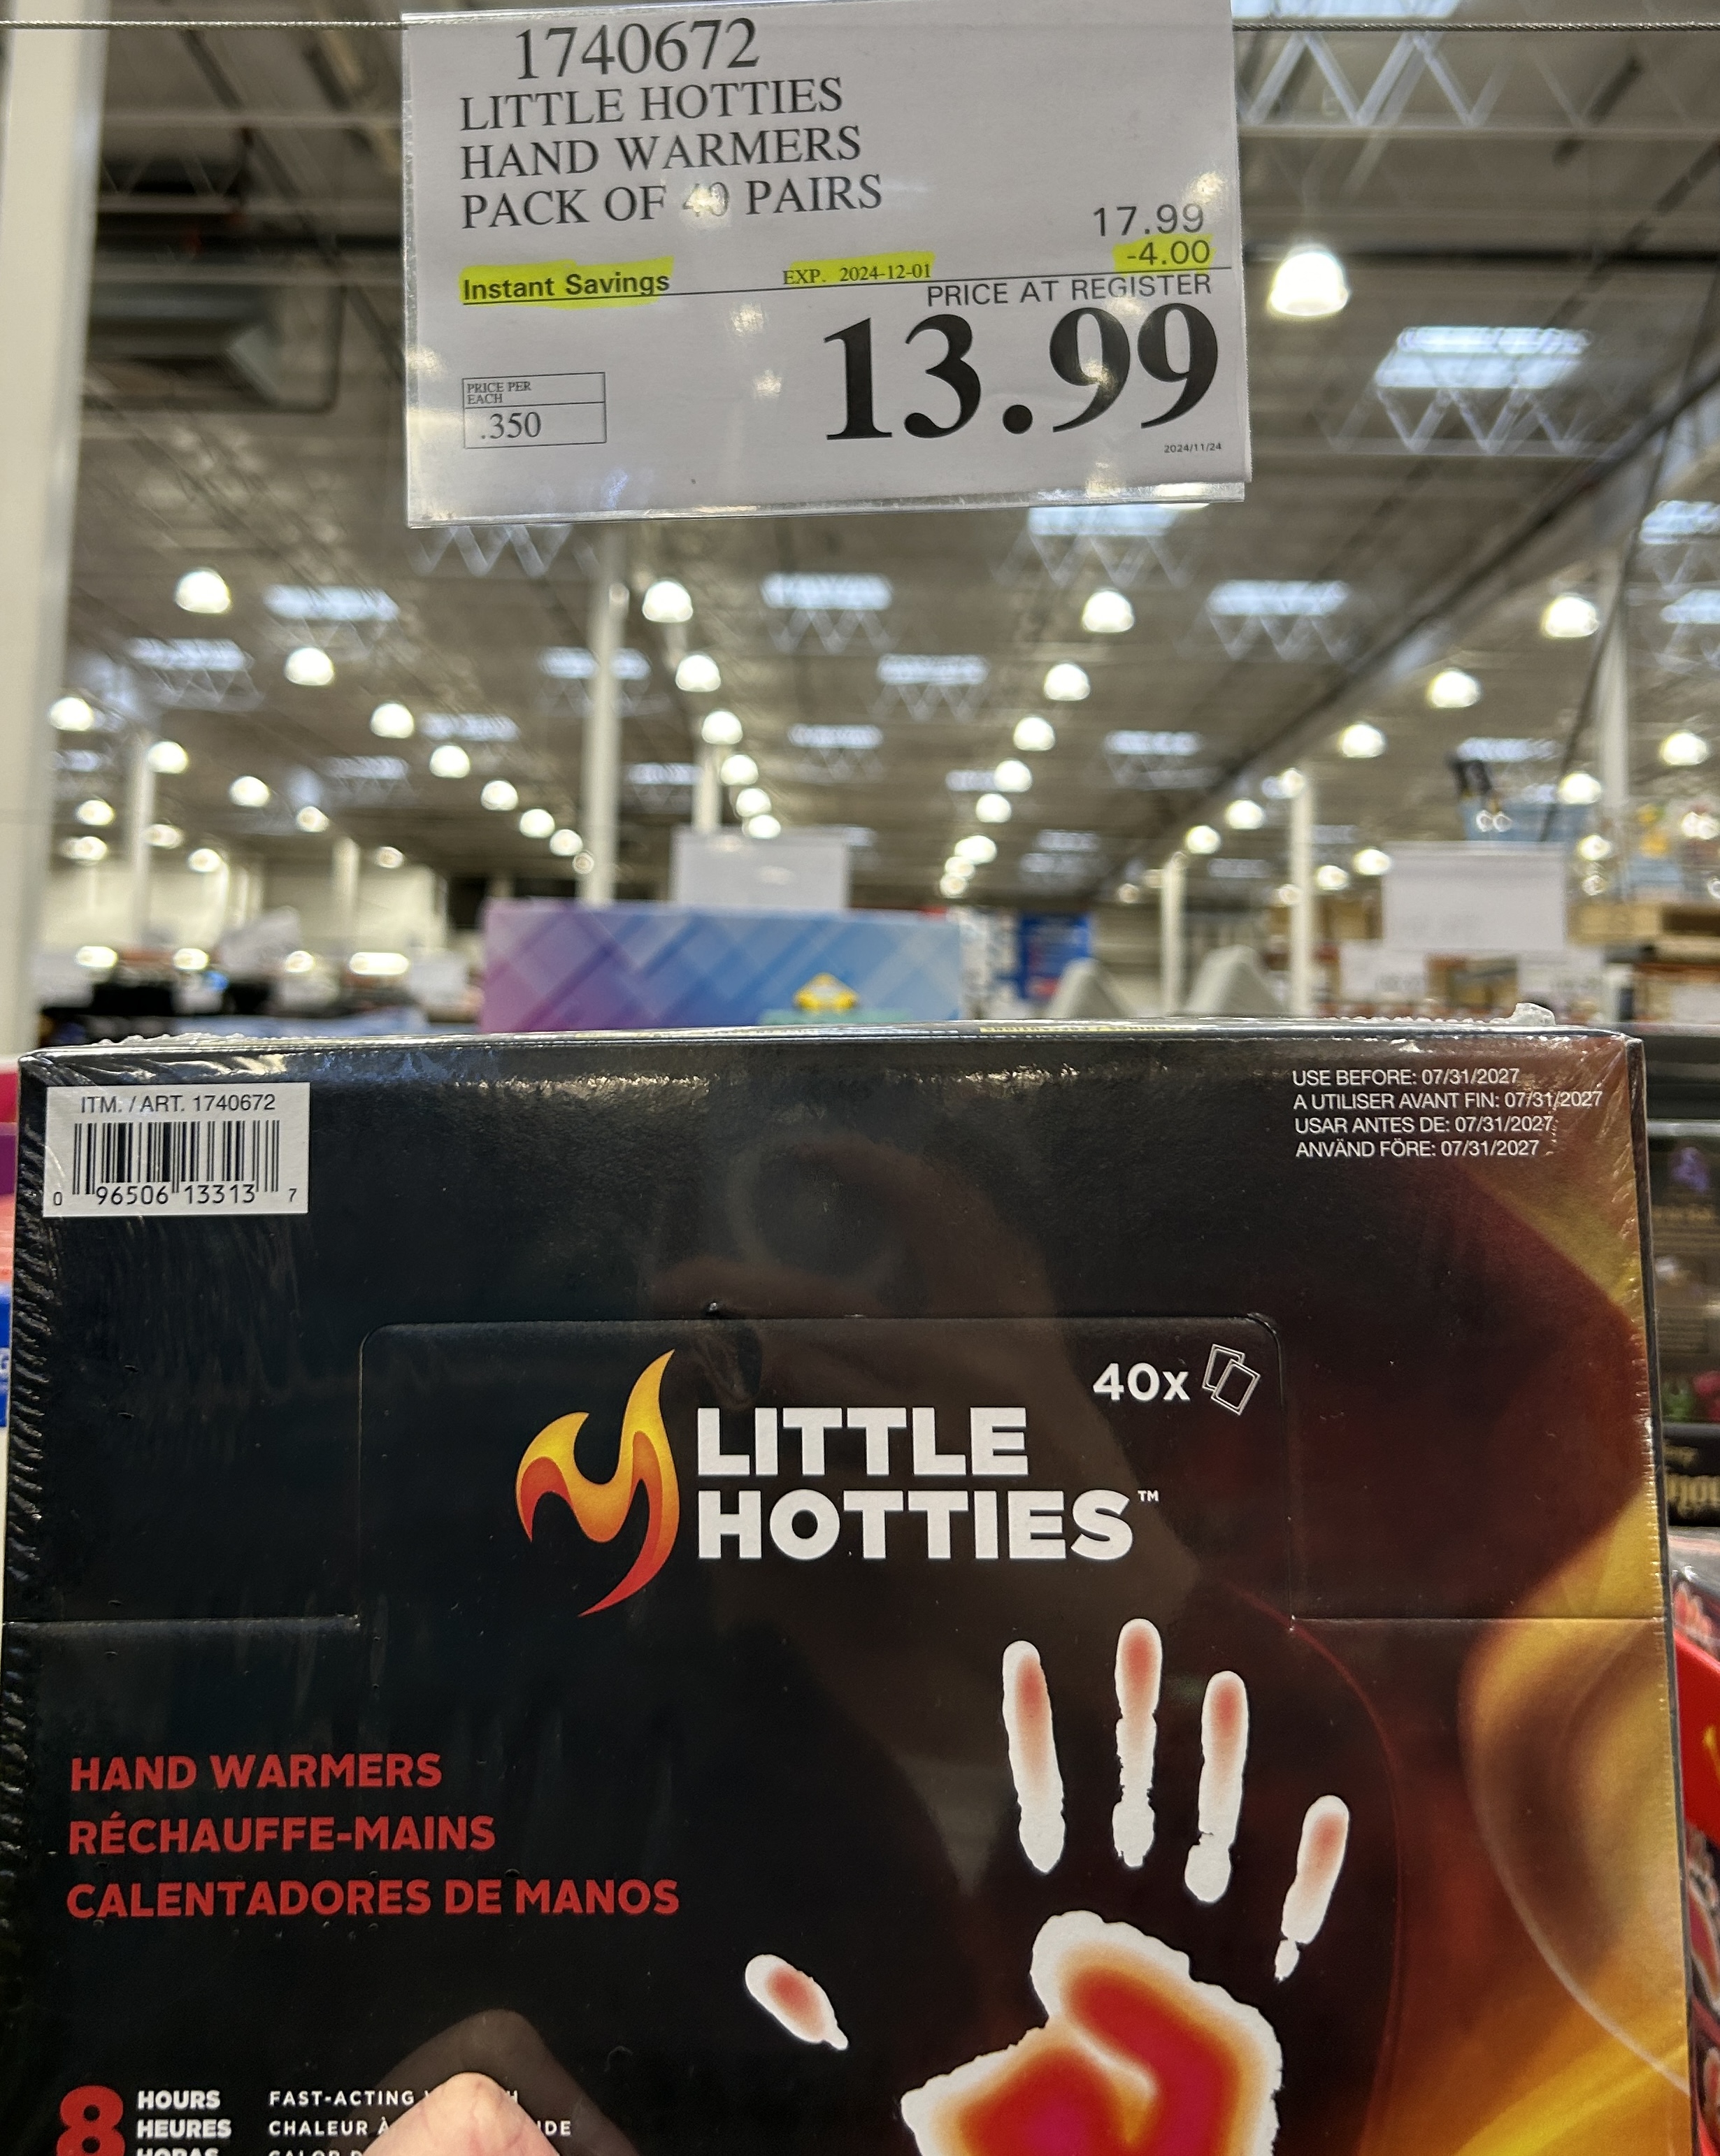 1740672
LITTLE HOTTIES
HAND WARMERS
PACK OF 40 PAIRS
17.99
-4.00
Instant Savings EXP. 2024-12-01
PRICE AT REGISTER
13.99
PRICE PER
EACH
.350
2024/11/24
ITM. / ART. 1740672
0 96506 13313 7
USE BEFORE: 07/31/2027
A UTILISER AVANT FIN: 07/31/2027
USAR ANTES DE: 07/31/2027
ANVÄND FÖRE: 07/31/2027
40x
LITTLE
HOTTIES™
HAND WARMERS
RÉCHAUFFE-MAINS
CALENTADORES DE MANOS
8
HOURS
HEURES
HORAS
FAST-ACTING
CHALEUR À
CALOR